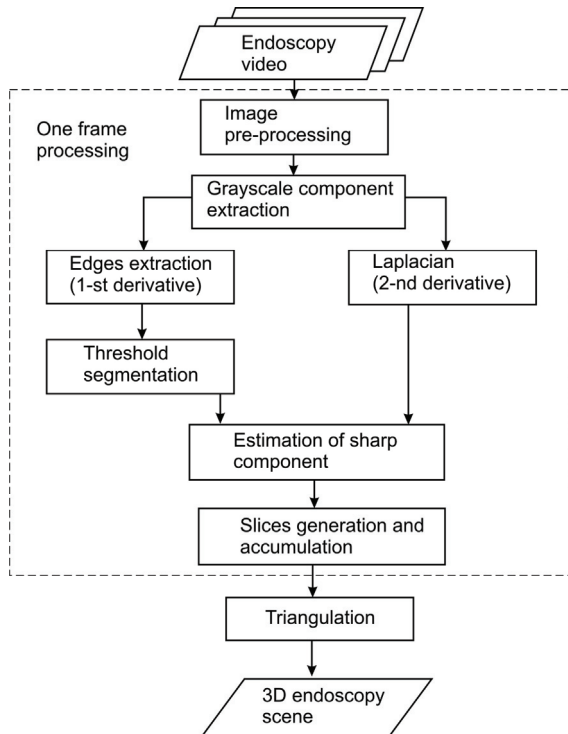 Endoscopy
video
One frame
processing
Image
pre-processing
Grayscale component
extraction
Edges extraction
(1-st derivative)
Laplacian
(2-nd derivative)
Threshold
segmentation
Estimation of sharp
component
Slices generation and
accumulation
Triangulation
3D endoscopy
scene